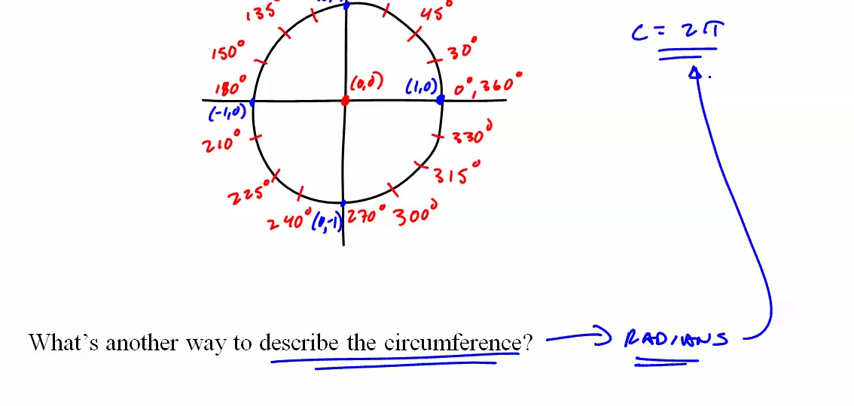 135° 45° C = 2π
150° 30°
180° (0,0) (1,0) 0°, 360°
(-1,0)
210° 330°
225° 315°
240° (0,-1) 270° 300°
What's another way to describe the circumference? RADIANS